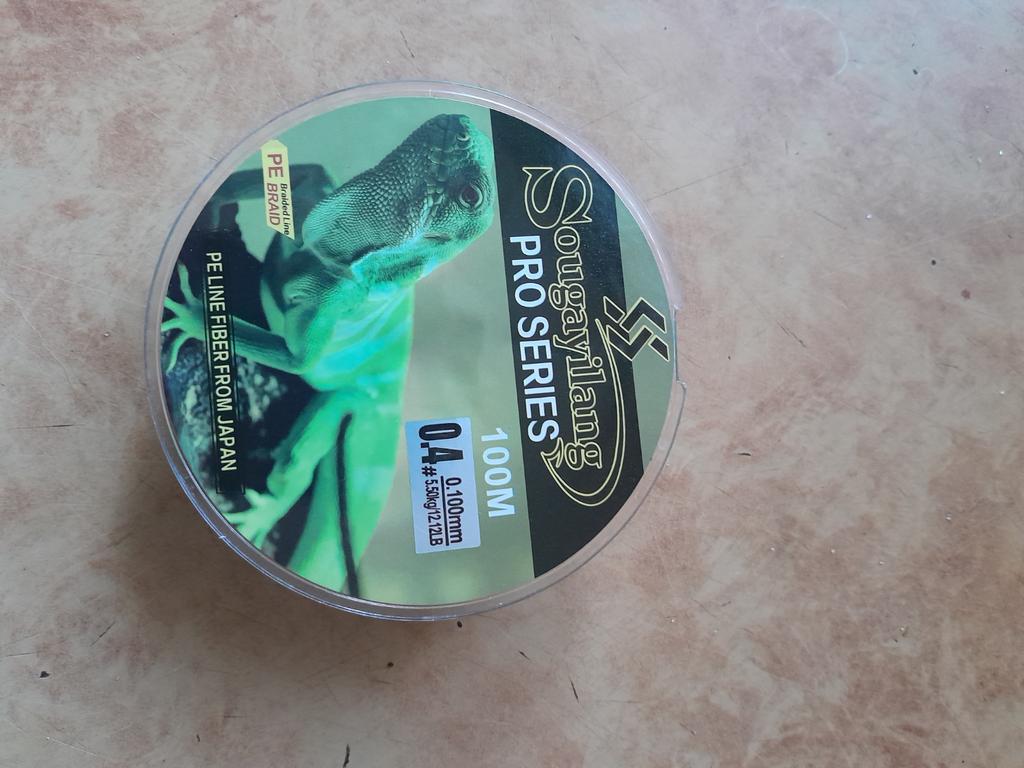 Sougayilang
PRO SERIES
100M
0.4#
0.100mm
5.50kg/12.12LB
Braided Line
PE BRAID
PE LINE FIBER FROM JAPAN